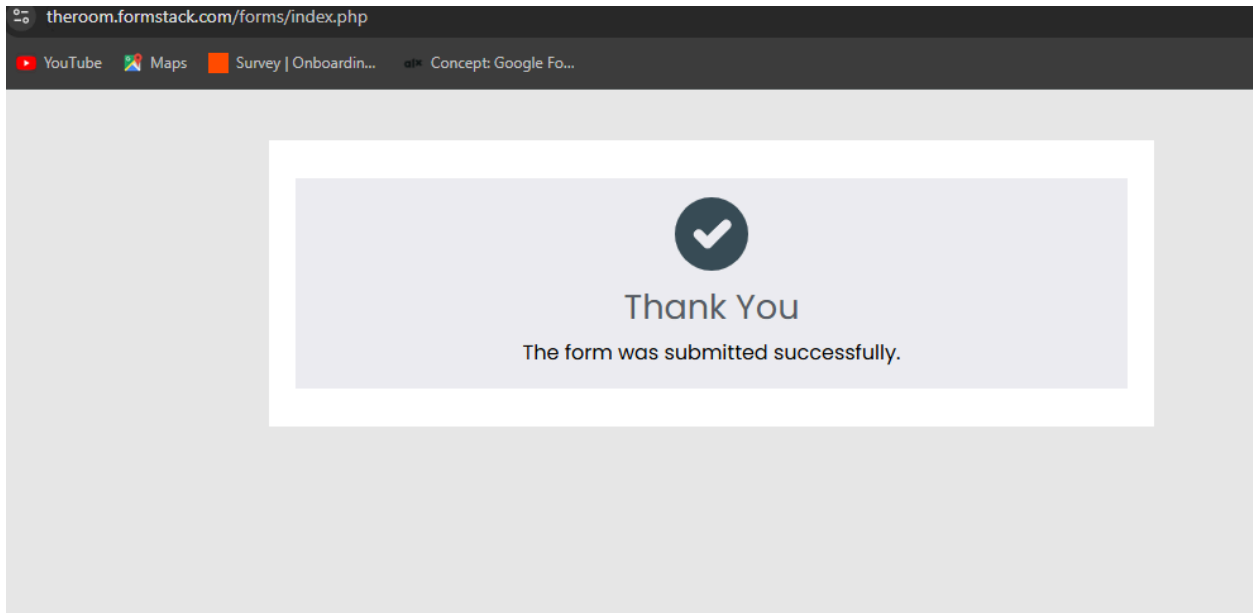 theroom.formstack.com/forms/index.php
YouTube Maps Survey | Onboardin... alx Concept: Google Fo...
Thank You
The form was submitted successfully.